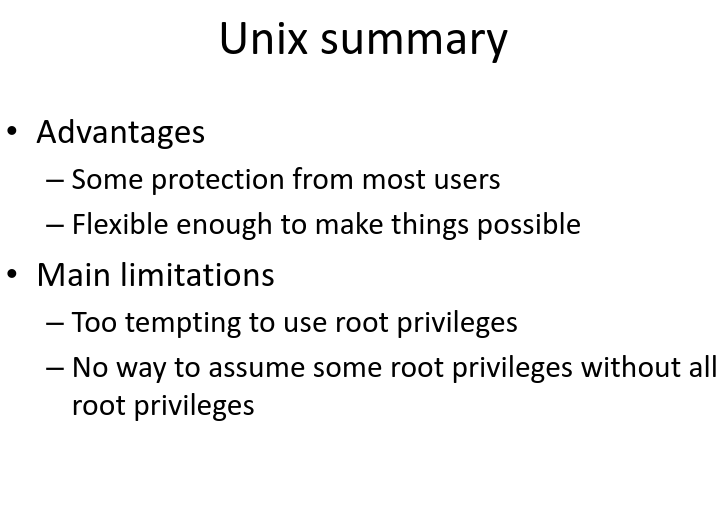 Unix summary
• Advantages
– Some protection from most users
– Flexible enough to make things possible
• Main limitations
– Too tempting to use root privileges
– No way to assume some root privileges without all
root privileges